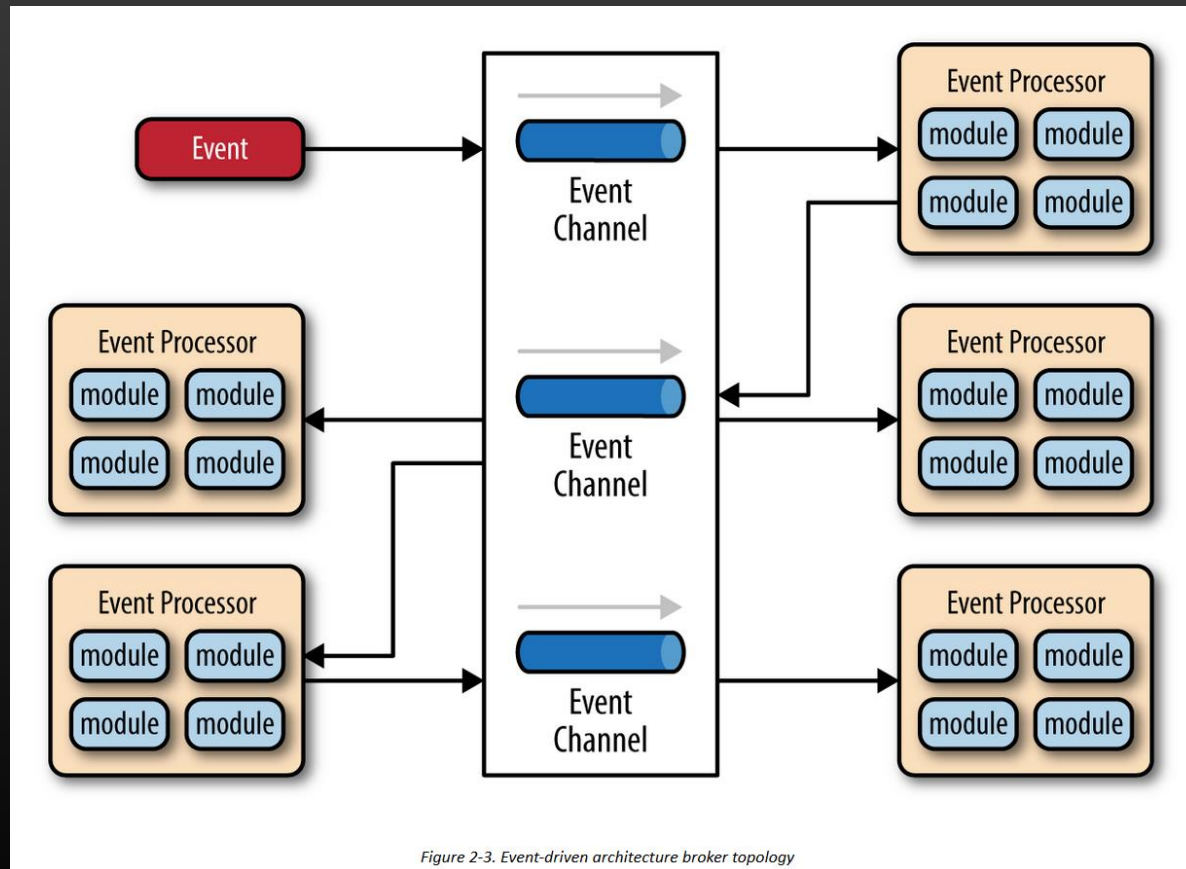 Event
Event
Channel
Event Processor
module module
module module
Event Processor
module module
module module
Event
Channel
Event Processor
module module
module module
Event Processor
module module
module module
Event
Channel
Event Processor
module module
module module
Figure 2-3. Event-driven architecture broker topology